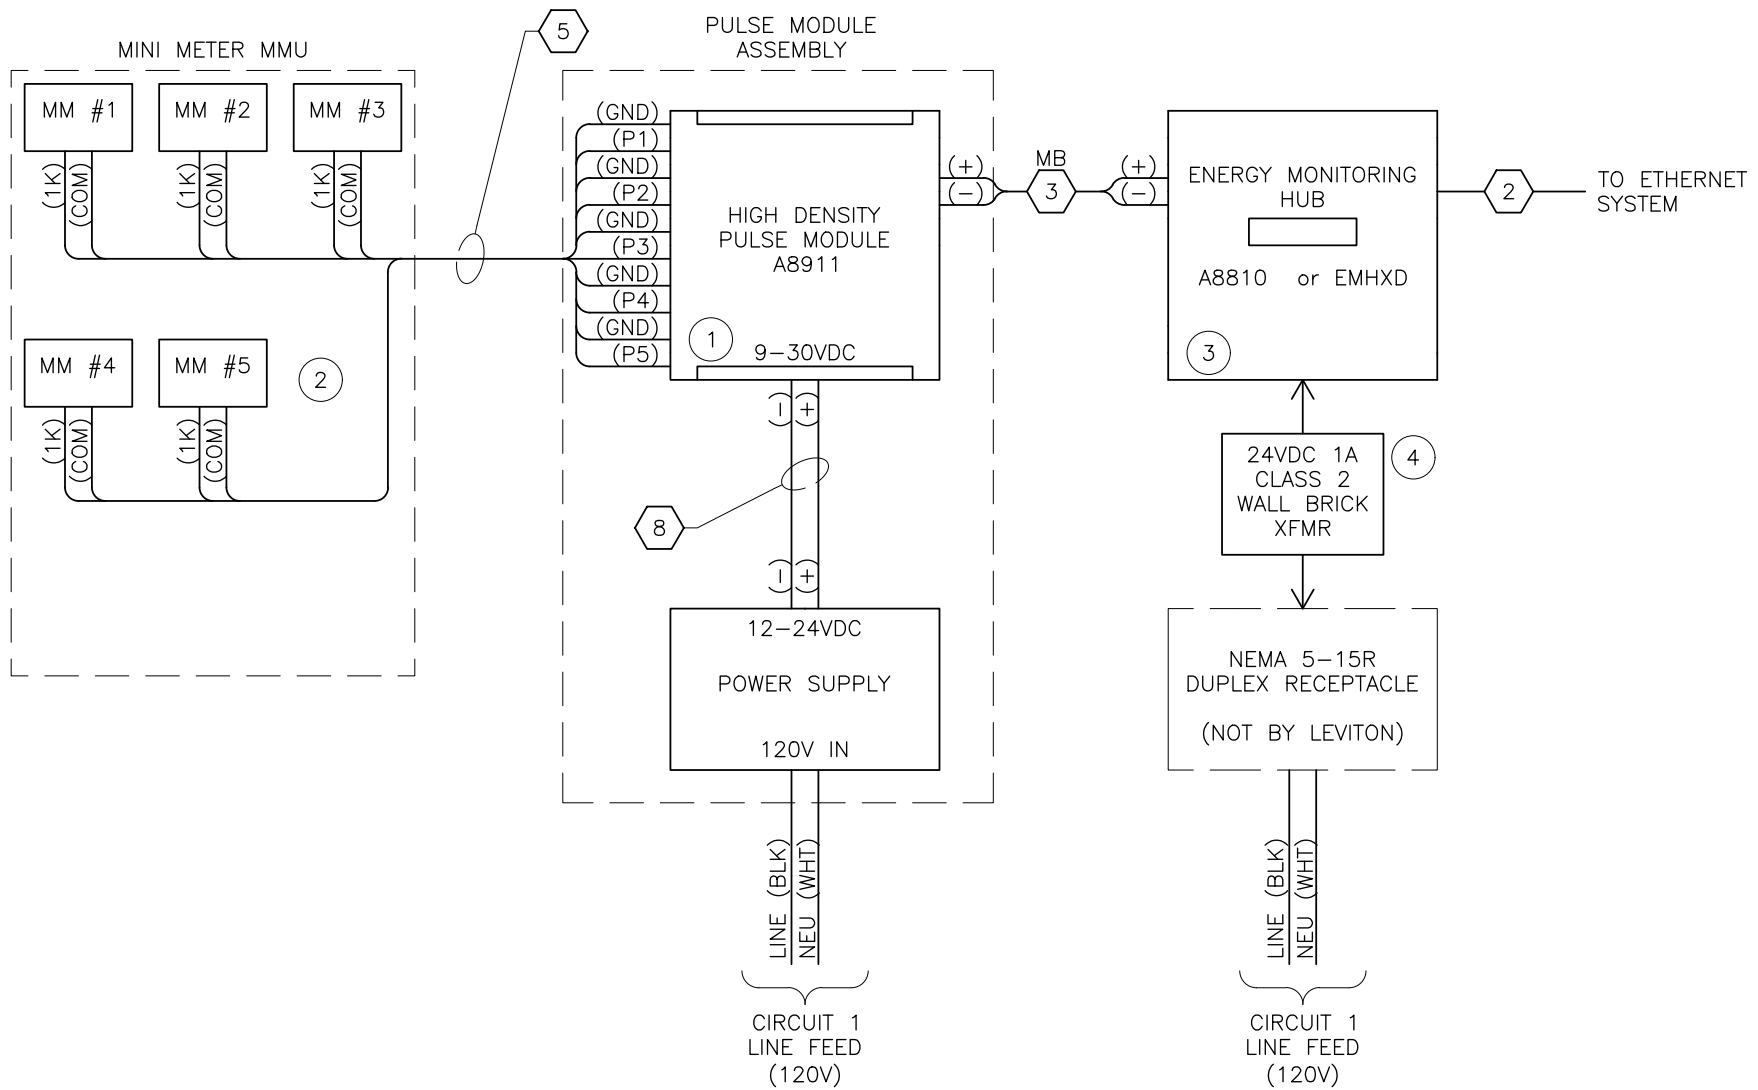 MINI METER MMU
MM #1
MM #2
MM #3
(1K)
(COM)
(1K)
(COM)
(1K)
(COM)
MM #4
MM #5
2
(1K)
(COM)
(1K)
(COM)
5
PULSE MODULE
ASSEMBLY
(GND)
(P1)
(GND)
(P2)
(GND)
(P3)
(GND)
(P4)
(GND)
(P5)
HIGH DENSITY
PULSE MODULE
A8911
1
9-30VDC
(+)
(-)
MB
3
(+)
(-)
ENERGY MONITORING
HUB
A8810 or EMHXD
3
2
TO ETHERNET
SYSTEM
(-)
(+)
8
(-)
(+)
12-24VDC
POWER SUPPLY
120V IN
LINE (BLK)
NEU (WHT)
CIRCUIT 1
LINE FEED
(120V)
24VDC 1A
CLASS 2
WALL BRICK
XFMR
4
NEMA 5-15R
DUPLEX RECEPTACLE
(NOT BY LEVITON)
LINE (BLK)
NEU (WHT)
CIRCUIT 1
LINE FEED
(120V)